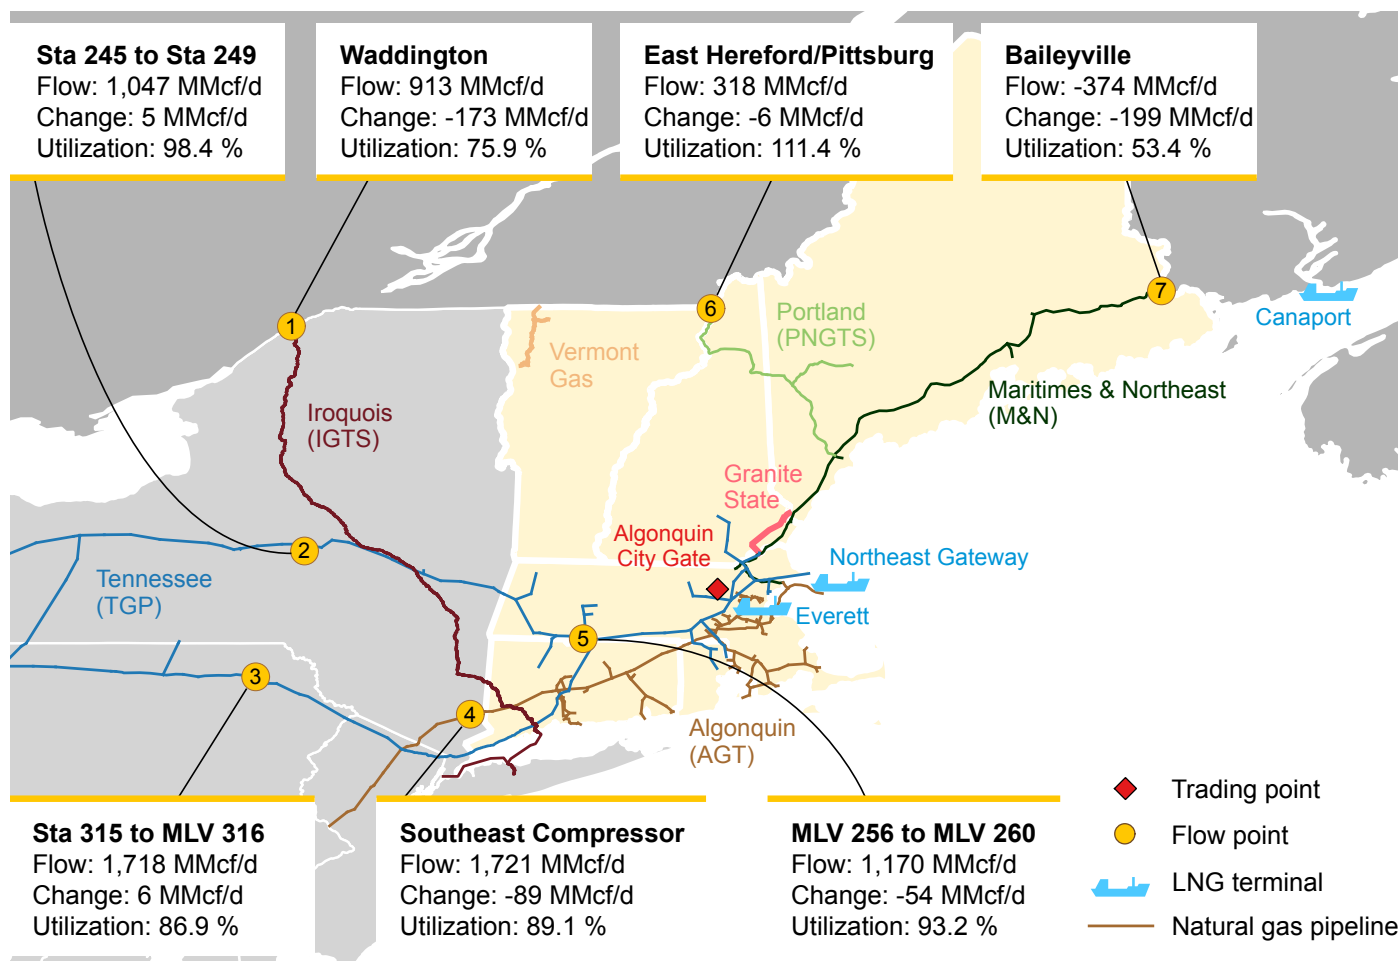 Sta 245 to Sta 249
Flow: 1,047 MMcf/d
Change: 5 MMcf/d
Utilization: 98.4 %
Waddington
Flow: 913 MMcf/d
Change: -173 MMcf/d
Utilization: 75.9 %
East Hereford/Pittsburg
Flow: 318 MMcf/d
Change: -6 MMcf/d
Utilization: 111.4 %
Baileyville
Flow: -374 MMcf/d
Change: -199 MMcf/d
Utilization: 53.4 %
7
6
1
Canaport
Portland
(PNGTS)
Vermont
Gas
Maritimes & Northeast
(M&N)
Iroquois
(IGTS)
Granite
State
Algonquin
City Gate
2
Northeast Gateway
Tennessee
(TGP)
Everett
5
3
4
Algonquin
(AGT)
Sta 315 to MLV 316
Flow: 1,718 MMcf/d
Change: 6 MMcf/d
Utilization: 86.9 %
Southeast Compressor
Flow: 1,721 MMcf/d
Change: -89 MMcf/d
Utilization: 89.1 %
MLV 256 to MLV 260
Flow: 1,170 MMcf/d
Change: -54 MMcf/d
Utilization: 93.2 %
Trading point
Flow point
LNG terminal
Natural gas pipeline